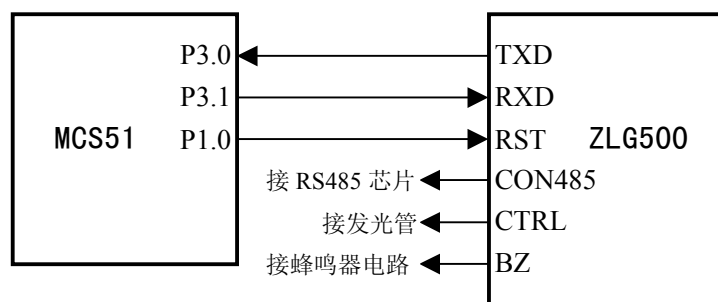 P3.0 TXD
P3.1 RXD
MCS51 P1.0 RST ZLG500
接 RS485 芯片 CON485
接发光管 CTRL
接蜂鸣器电路 BZ